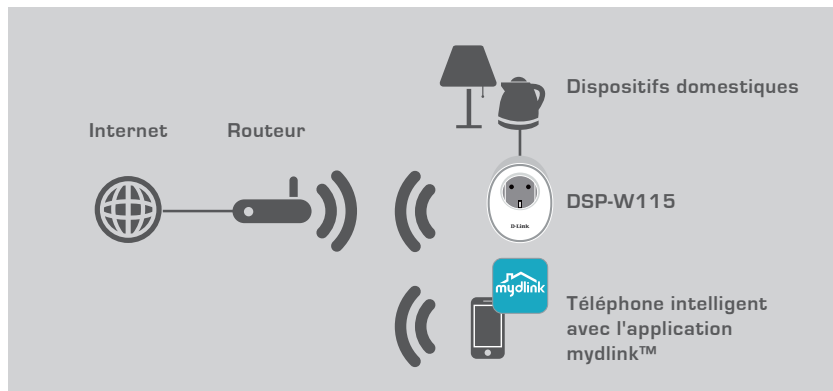 Dispositifs domestiques
Internet
Routeur
DSP-W115
D-Link
mydlink
Téléphone intelligent
avec l'application
mydlink™